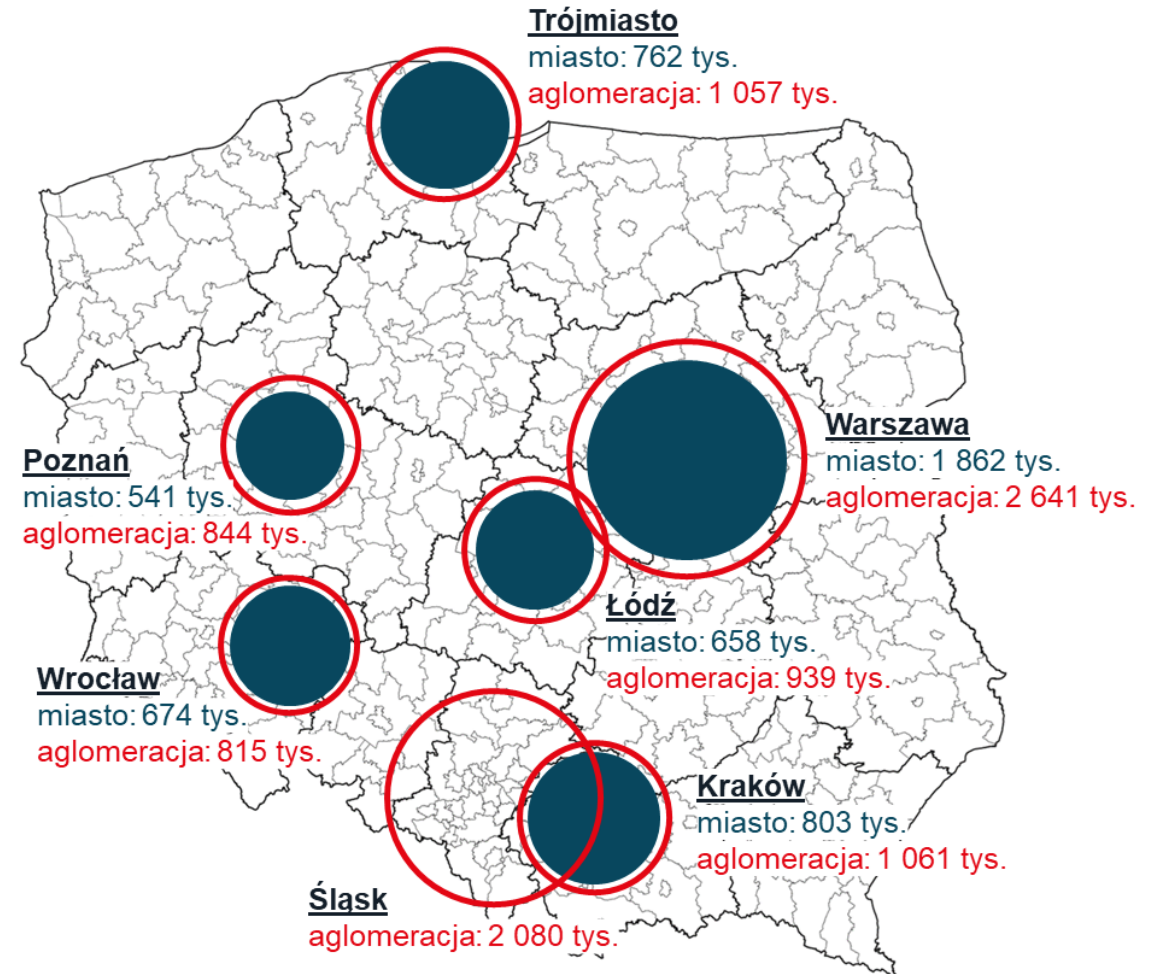 Trójmiasto
miasto: 762 tys.
aglomeracja: 1 057 tys.
Warszawa
miasto: 1 862 tys.
aglomeracja: 2 641 tys.
Poznań
miasto: 541 tys.
aglomeracja: 844 tys.
Łódź
miasto: 658 tys.
aglomeracja: 939 tys.
Wrocław
miasto: 674 tys.
aglomeracja: 815 tys.
Kraków
miasto: 803 tys.
aglomeracja: 1 061 tys.
Śląsk
aglomeracja: 2 080 tys.